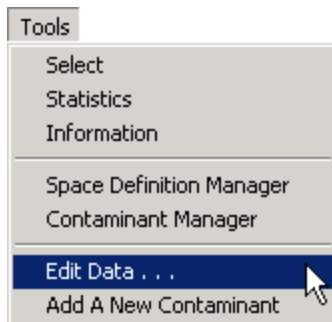 Tools
Select
Statistics
Information
Space Definition Manager
Contaminant Manager
Edit Data . . .
Add A New Contaminant